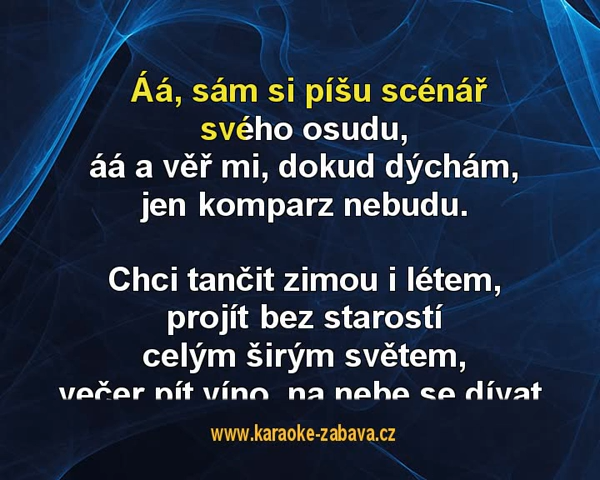 Áá, sám si píšu scénář
svého osudu,
áá a věř mi, dokud dýchám,
jen komparz nebudu.
Chci tančit zimou i létem,
projít bez starostí
celým širým světem,
večer pít víno, na nebe se dívat
www.karaoke-zabava.cz